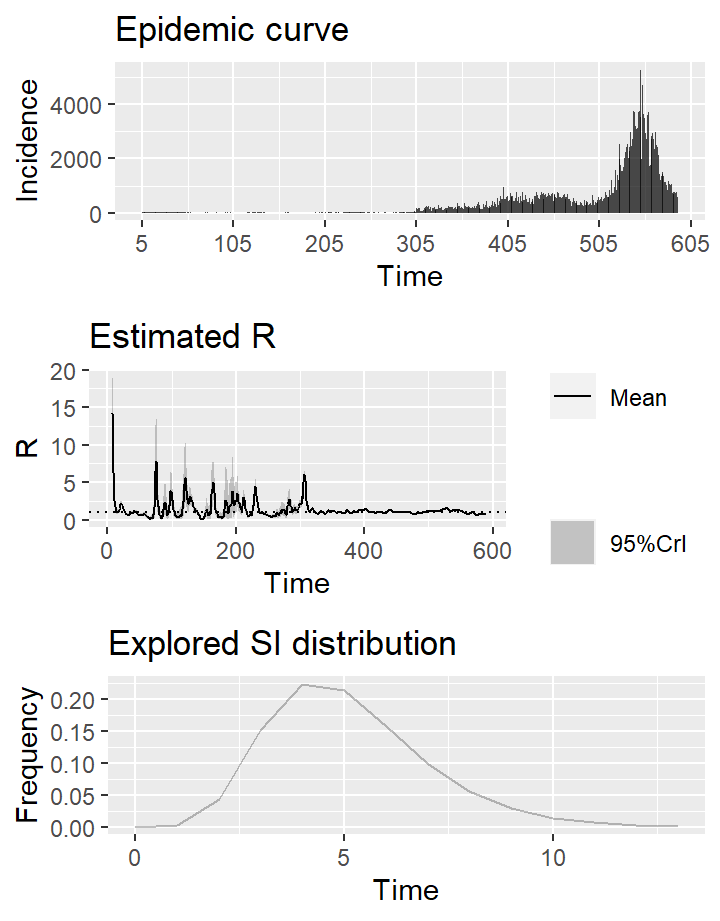 Epidemic curve
Incidence
4000
2000
0
5 105 205 305 405 505 605
Time
Estimated R
R
20
15
10
5
0
0 200 400 600
Time
Mean
95%CrI
Explored SI distribution
Frequency
0.20
0.15
0.10
0.05
0.00
0 5 10
Time